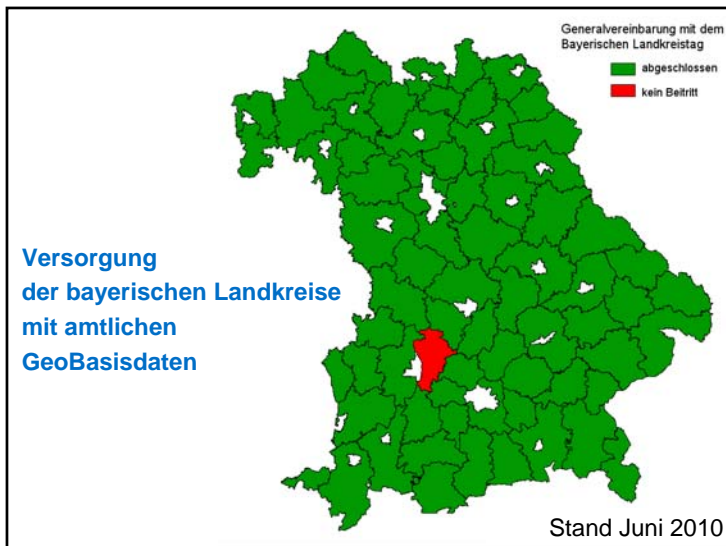 Generalvereinbarung mit dem
Bayerischen Landkreistag
abgeschlossen
kein Beitritt
Versorgung
der bayerischen Landkreise
mit amtlichen
GeoBasisdaten
Stand Juni 2010